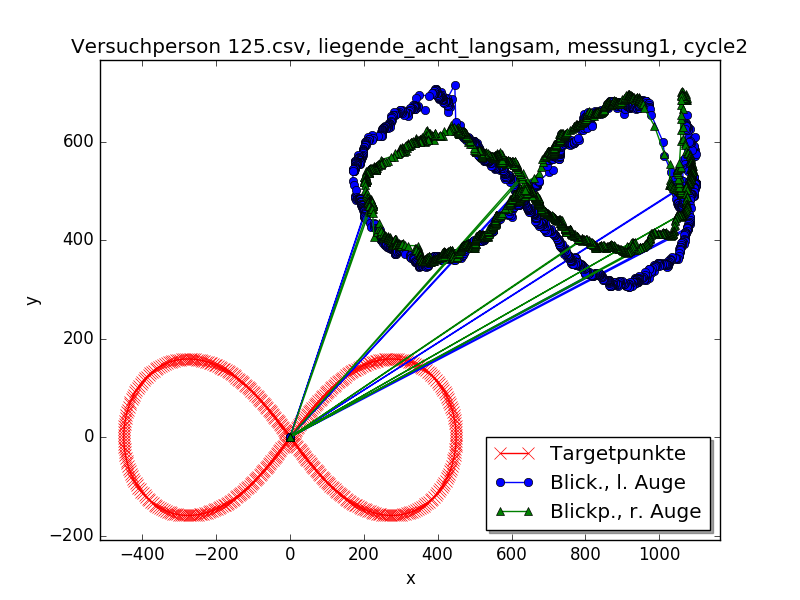 Versuchperson 125.csv, liegende_acht_langsam, messung1, cycle2
600
400
200
0
−200
y
−400 −200 0 200 400 600 800 1000
x
Targetpunkte
Blick., l. Auge
Blickp., r. Auge